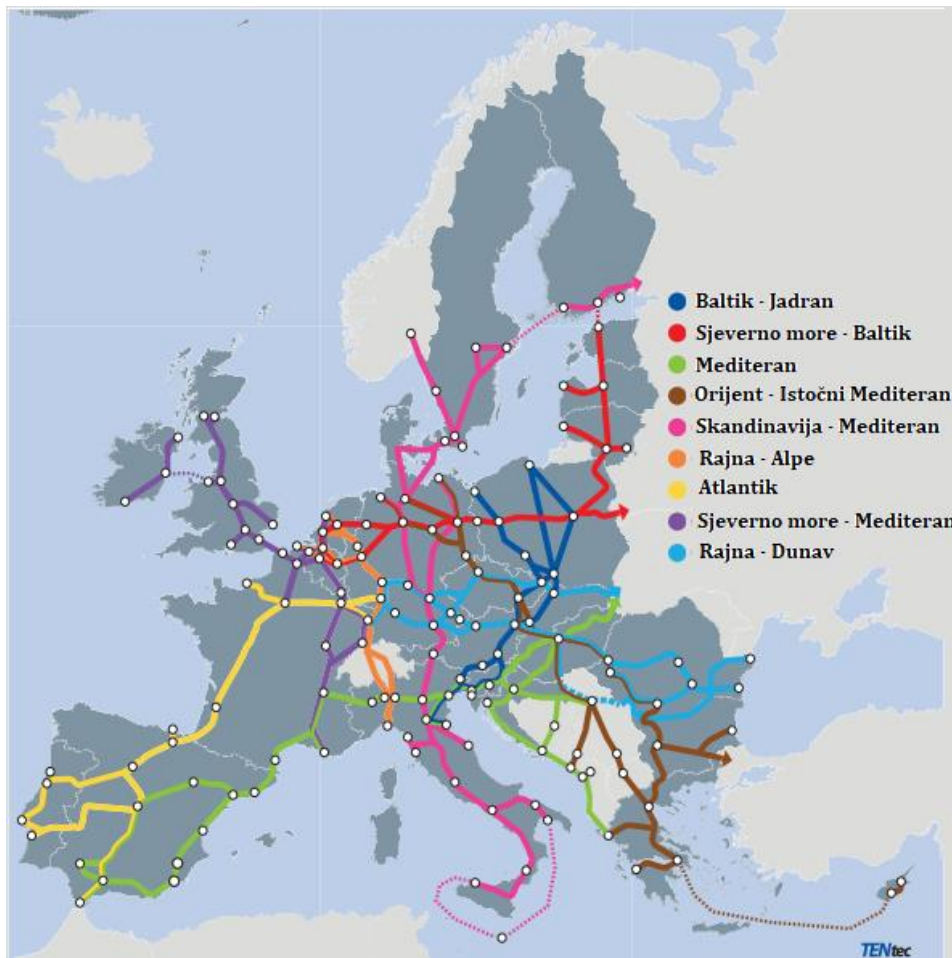 Baltik - Jadran
Sjeverno more - Baltik
Mediteran
Orijent - Istočni Mediteran
Skandinavija - Mediteran
Rajna - Alpe
Atlantik
Sjeverno more - Mediteran
Rajna - Dunav
TENtec